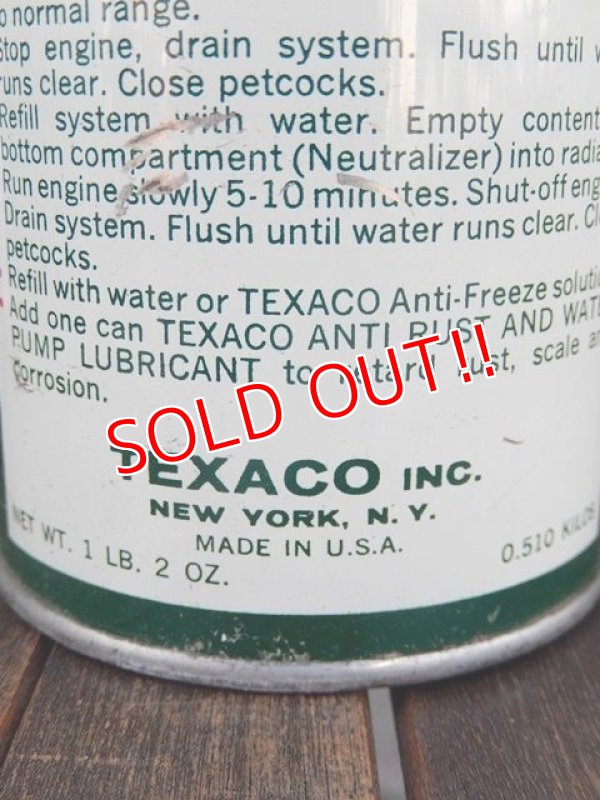 o normal range.
Stop engine, drain system. Flush until w
runs clear. Close petcocks.
Refill system with water. Empty content
bottom compartment (Neutralizer) into radia
Run engine slowly 5-10 minutes. Shut-off eng
Drain system. Flush until water runs clear. Cl
petcocks.
Refill with water or TEXACO Anti-Freeze solutio
Add one can TEXACO ANTI RUST AND WATE
PUMP LUBRICANT to retard rust, scale an
corrosion.
SOLD OUT!!
TEXACO INC.
NEW YORK, N. Y.
MADE IN U.S.A.
NET WT. 1 LB. 2 OZ. 0.510 KILOS